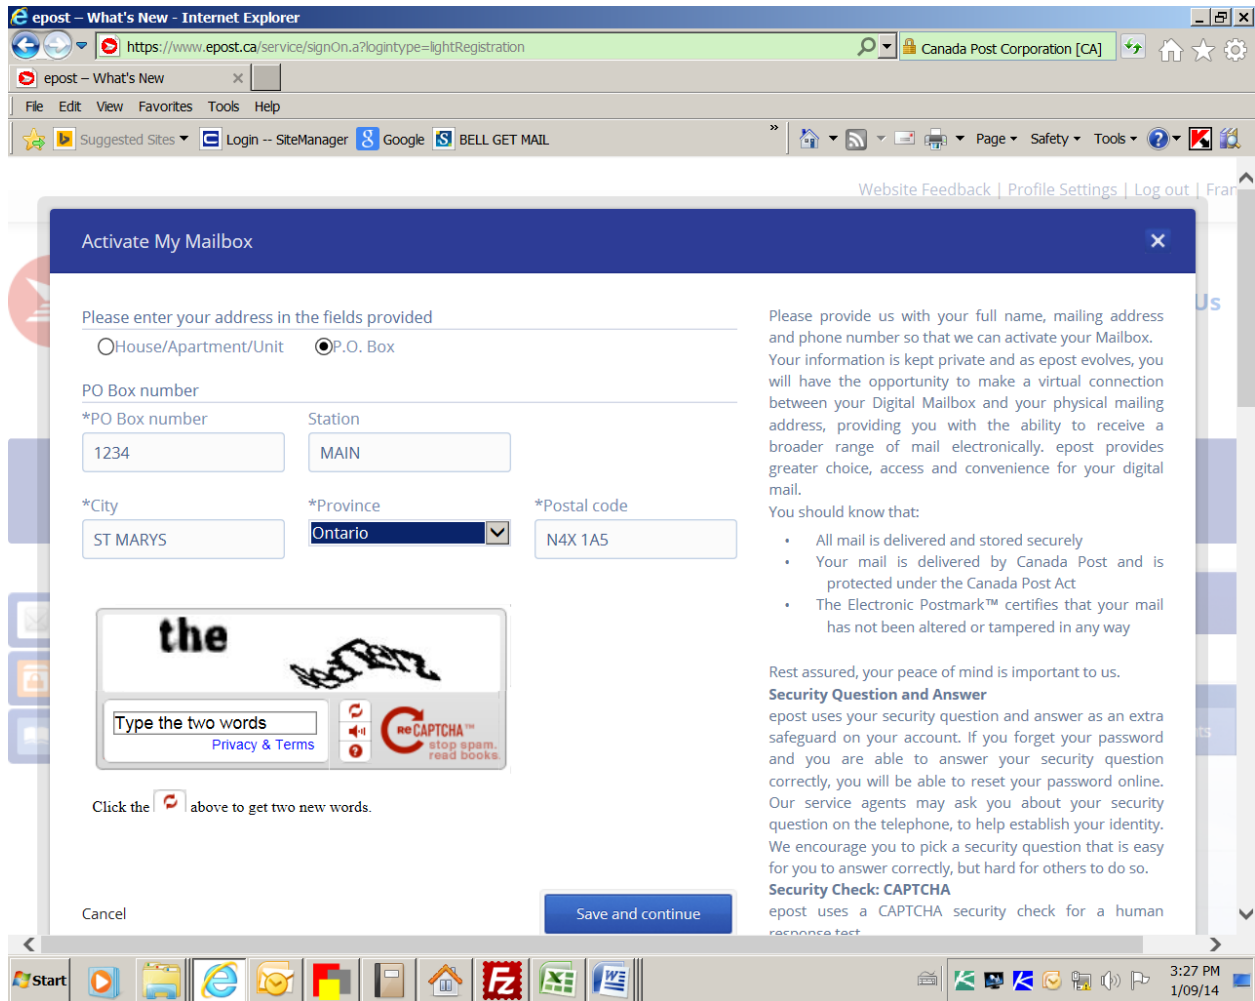 epost – What's New - Internet Explorer
https://www.epost.ca/service/signOn.a?logintype=lightRegistration
Canada Post Corporation [CA]
epost – What's New
File Edit View Favorites Tools Help
Suggested Sites Login -- SiteManager Google BELL GET MAIL
» Page Safety Tools
Website Feedback | Profile Settings | Log out | Fran
Us
Activate My Mailbox
Please enter your address in the fields provided
House/Apartment/Unit P.O. Box
PO Box number
*PO Box number Station
1234 MAIN
*City *Province *Postal code
ST MARYS Ontario N4X 1A5
the
Type the two words
Privacy & Terms
reCAPTCHA™
stop spam.
read books.
Click the above to get two new words.
Cancel
Save and continue
Please provide us with your full name, mailing address
and phone number so that we can activate your Mailbox.
Your information is kept private and as epost evolves, you
will have the opportunity to make a virtual connection
between your Digital Mailbox and your physical mailing
address, providing you with the ability to receive a
broader range of mail electronically. epost provides
greater choice, access and convenience for your digital
mail.
You should know that:
• All mail is delivered and stored securely
• Your mail is delivered by Canada Post and is
protected under the Canada Post Act
• The Electronic Postmark™ certifies that your mail
has not been altered or tampered in any way
Rest assured, your peace of mind is important to us.
Security Question and Answer
epost uses your security question and answer as an extra
safeguard on your account. If you forget your password
and you are able to answer your security question
correctly, you will be able to reset your password online.
Our service agents may ask you about your security
question on the telephone, to help establish your identity.
We encourage you to pick a security question that is easy
for you to answer correctly, but hard for others to do so.
Security Check: CAPTCHA
epost uses a CAPTCHA security check for a human
response test
Start
3:27 PM
1/09/14